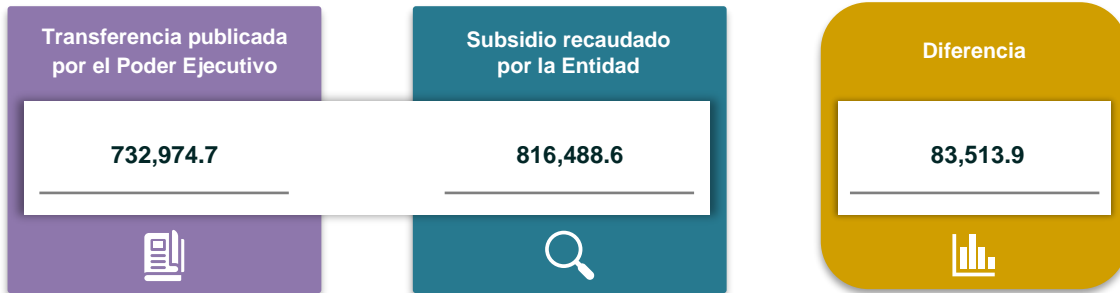 Transferencia publicada
por el Poder Ejecutivo
732,974.7
Subsidio recaudado
por la Entidad
816,488.6
Diferencia
83,513.9